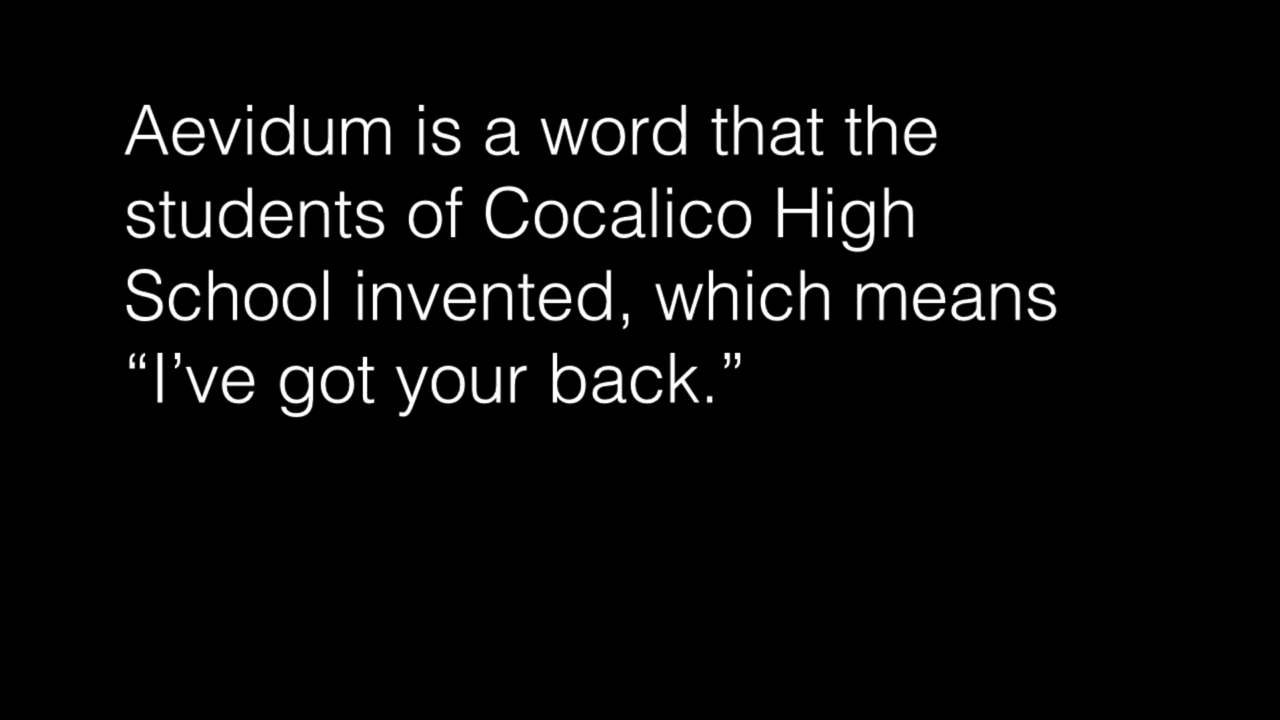 Aevidum is a word that the
students of Cocalico High
School invented, which means
“I’ve got your back.”